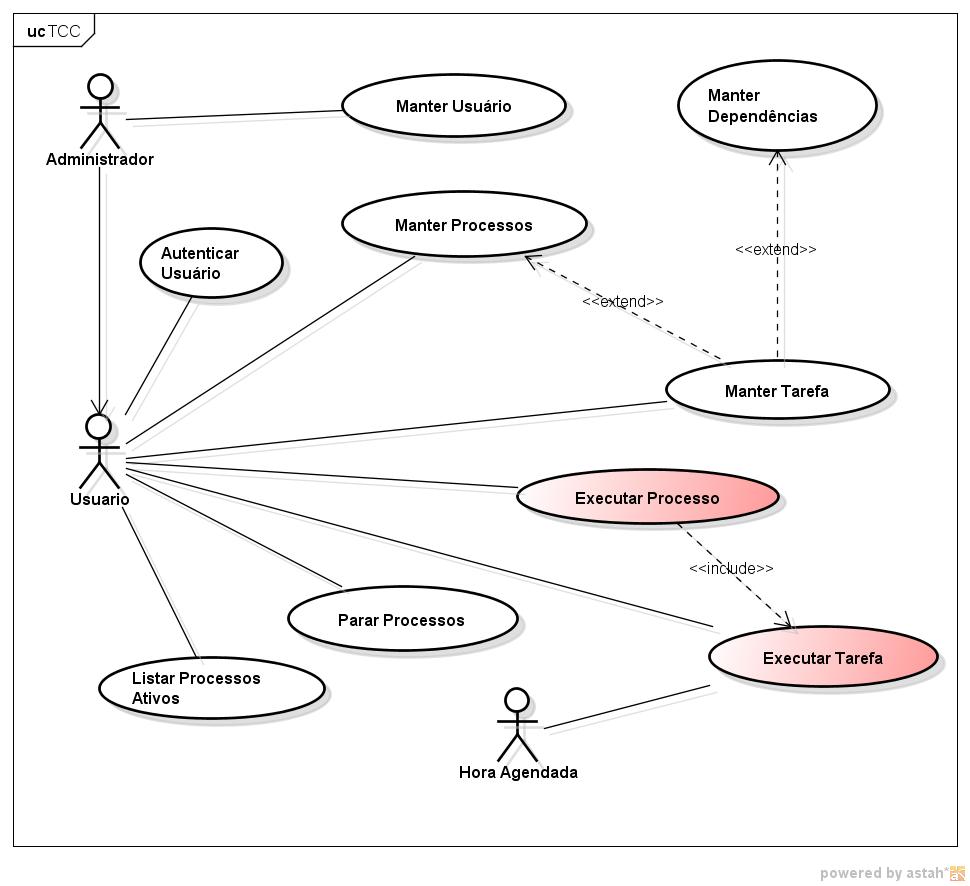 uc TCC
Manter Usuário
Manter
Dependências
Administrador
Manter Processos
Autenticar
Usuário
<<extend>>
<<extend>>
Manter Tarefa
Usuario
Executar Processo
<<include>>
Parar Processos
Executar Tarefa
Listar Processos
Ativos
Hora Agendada
powered by astah*